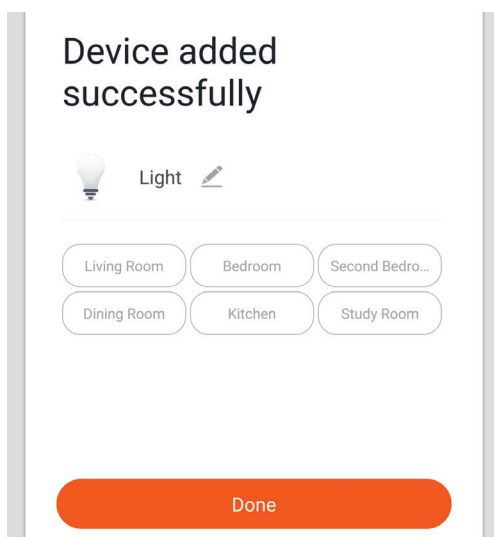 Device added
successfully
Light
Living Room Bedroom Second Bedro...
Dining Room Kitchen Study Room
Done